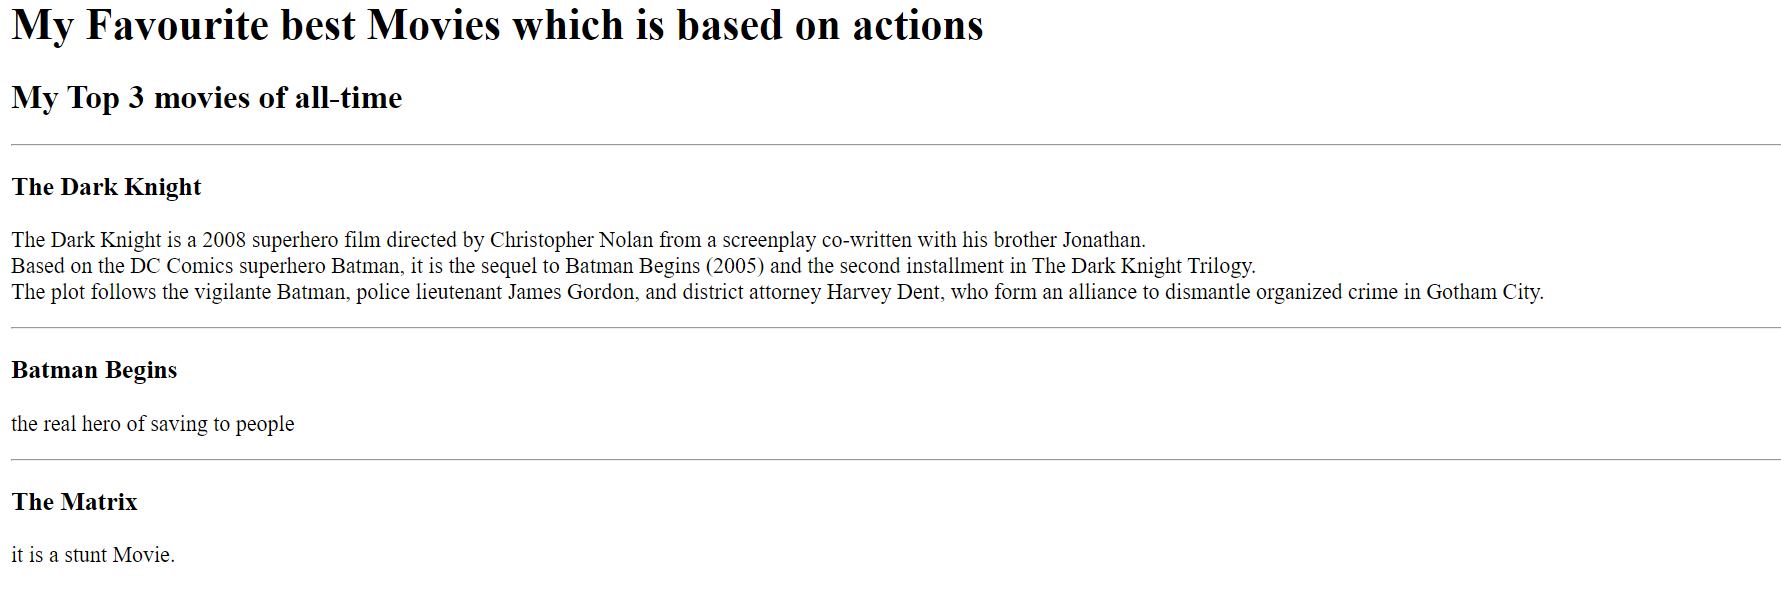 My Favourite best Movies which is based on actions
My Top 3 movies of all-time
The Dark Knight
The Dark Knight is a 2008 superhero film directed by Christopher Nolan from a screenplay co-written with his brother Jonathan.
Based on the DC Comics superhero Batman, it is the sequel to Batman Begins (2005) and the second installment in The Dark Knight Trilogy.
The plot follows the vigilante Batman, police lieutenant James Gordon, and district attorney Harvey Dent, who form an alliance to dismantle organized crime in Gotham City.
Batman Begins
the real hero of saving to people
The Matrix
it is a stunt Movie.